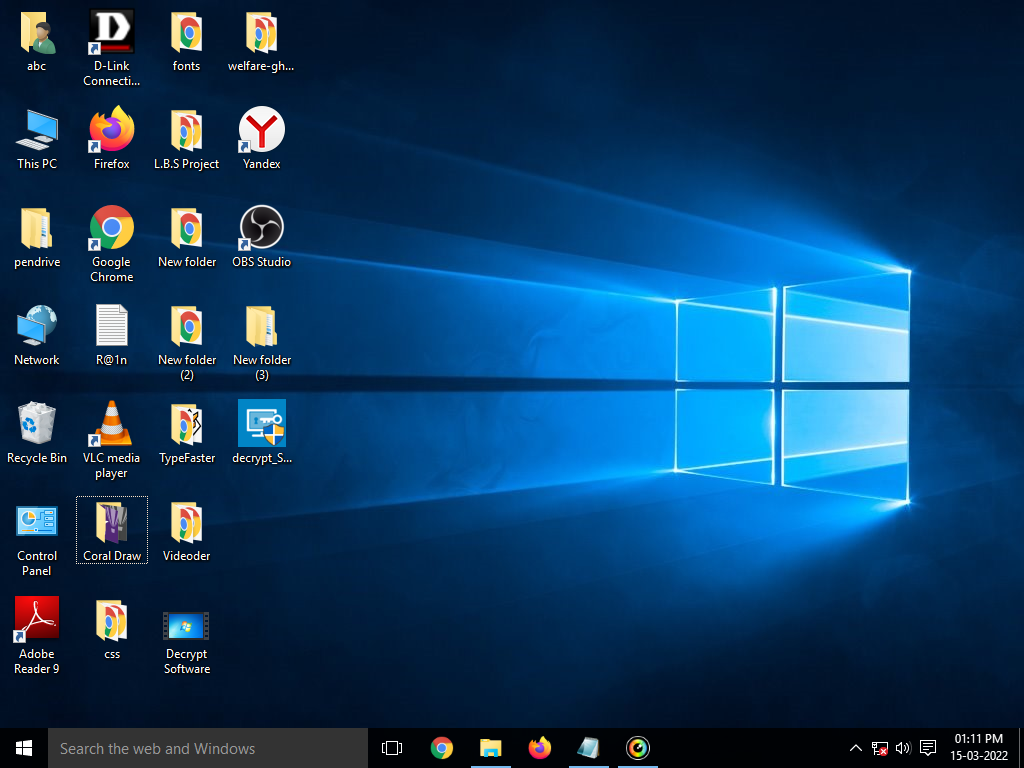 abc
D-Link
Connecti...
fonts
welfare-gh...
This PC
Firefox
L.B.S Project
Yandex
pendrive
Google
Chrome
New folder
OBS Studio
Network
R@1n
New folder
(2)
New folder
(3)
Recycle Bin
VLC media
player
TypeFaster
decrypt_S...
Control
Panel
Coral Draw
Videoder
Adobe
Reader 9
css
Decrypt
Software
Search the web and Windows
01:11 PM
15-03-2022